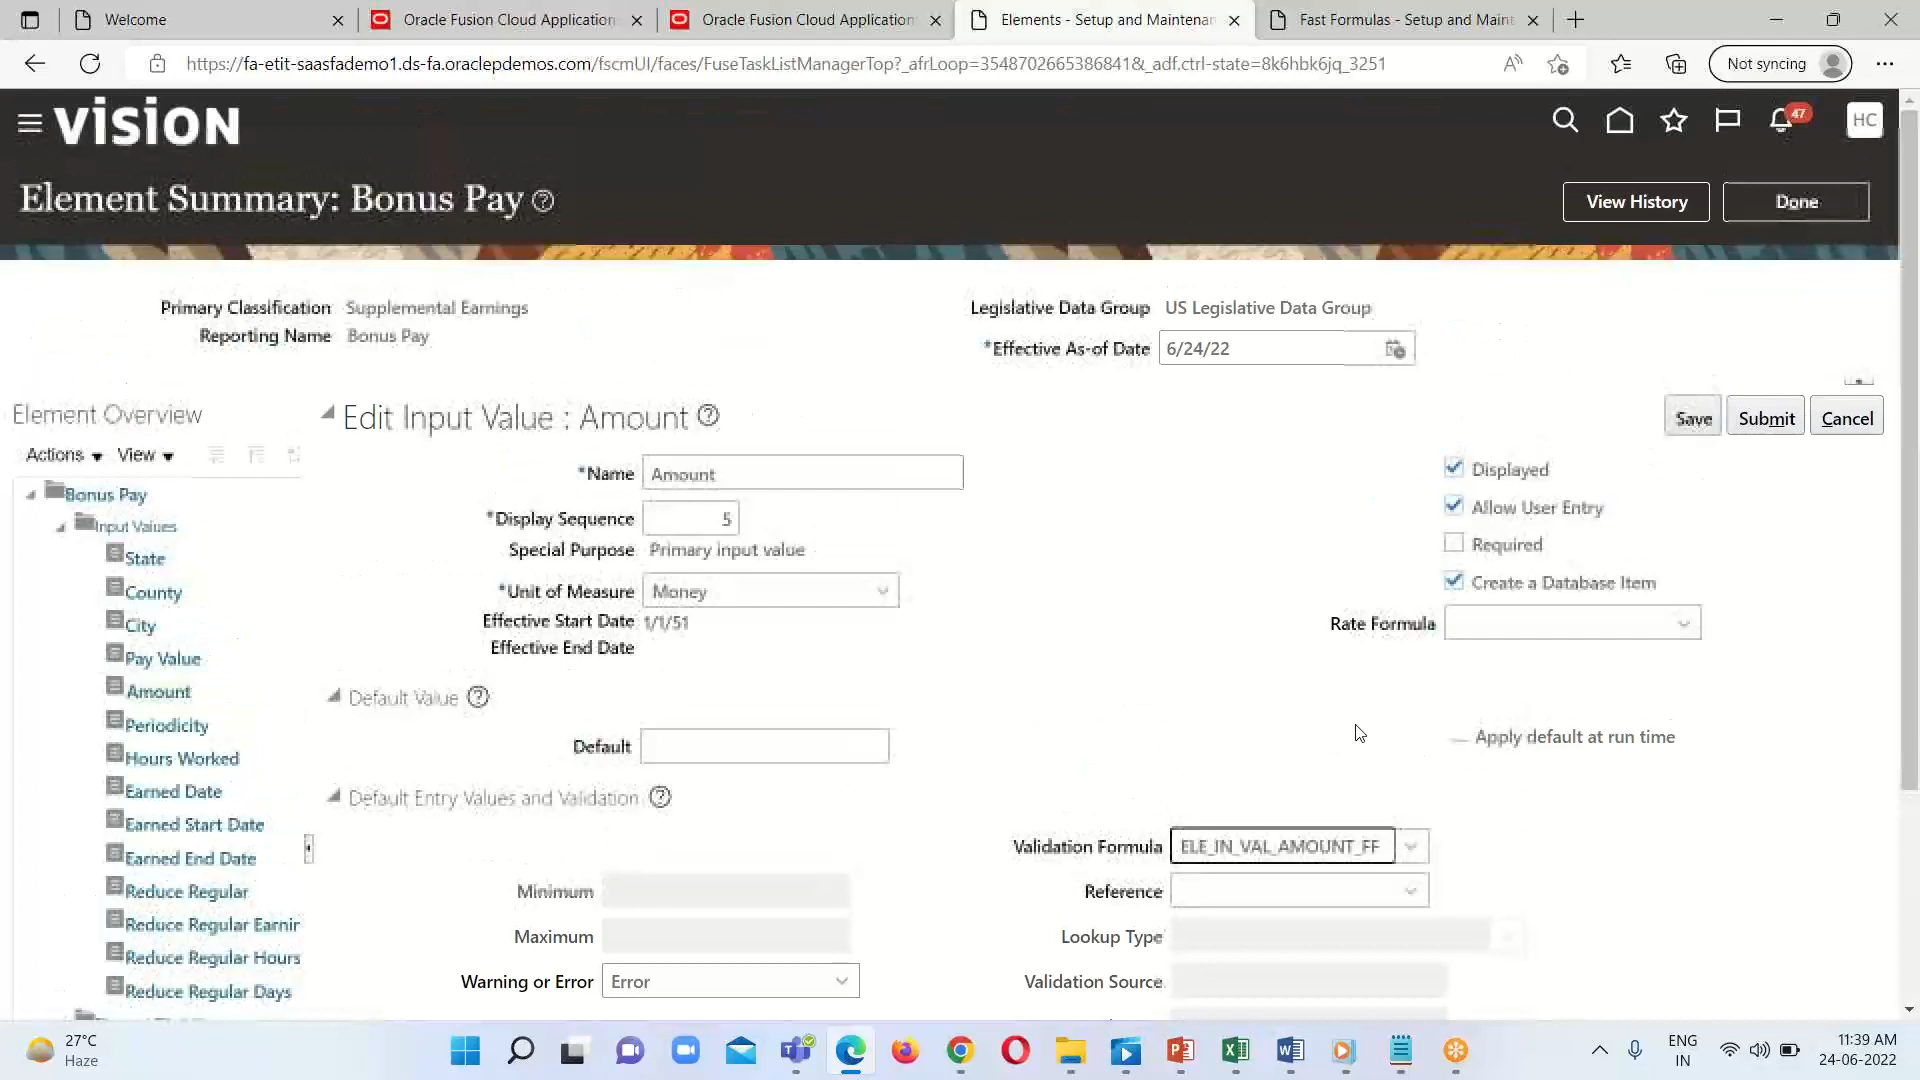 Welcome
Oracle Fusion Cloud Application
Oracle Fusion Cloud Application
Elements - Setup and Maintenan
Fast Formulas - Setup and Maint
https://fa-etit-saasfademo1.ds-fa.oraclepdemos.com/fscmUI/faces/FuseTaskListManagerTop?_afrLoop=3548702665386841&_adf.ctrl-state=8k6hbk6jq_3251
Not syncing
vision
47
HC
Element Summary: Bonus Pay
View History
Done
Primary Classification Supplemental Earnings
Legislative Data Group US Legislative Data Group
Reporting Name Bonus Pay
*Effective As-of Date 6/24/22
Element Overview
Edit Input Value : Amount
Save
Submit
Cancel
Actions
View
Bonus Pay
Input Values
State
County
City
Pay Value
Amount
Periodicity
Hours Worked
Earned Date
Earned Start Date
Earned End Date
Reduce Regular
Reduce Regular Earnin
Reduce Regular Hours
Reduce Regular Days
*Name Amount
*Display Sequence 5
Special Purpose Primary input value
*Unit of Measure Money
Effective Start Date 1/1/51
Effective End Date
Displayed
Allow User Entry
Required
Create a Database Item
Rate Formula
Default Value
Default
Apply default at run time
Default Entry Values and Validation
Validation Formula ELE_IN_VAL_AMOUNT_FF
Minimum
Reference
Maximum
Lookup Type
Warning or Error Error
Validation Source
27°C
Haze
ENG
IN
11:39 AM
24-06-2022